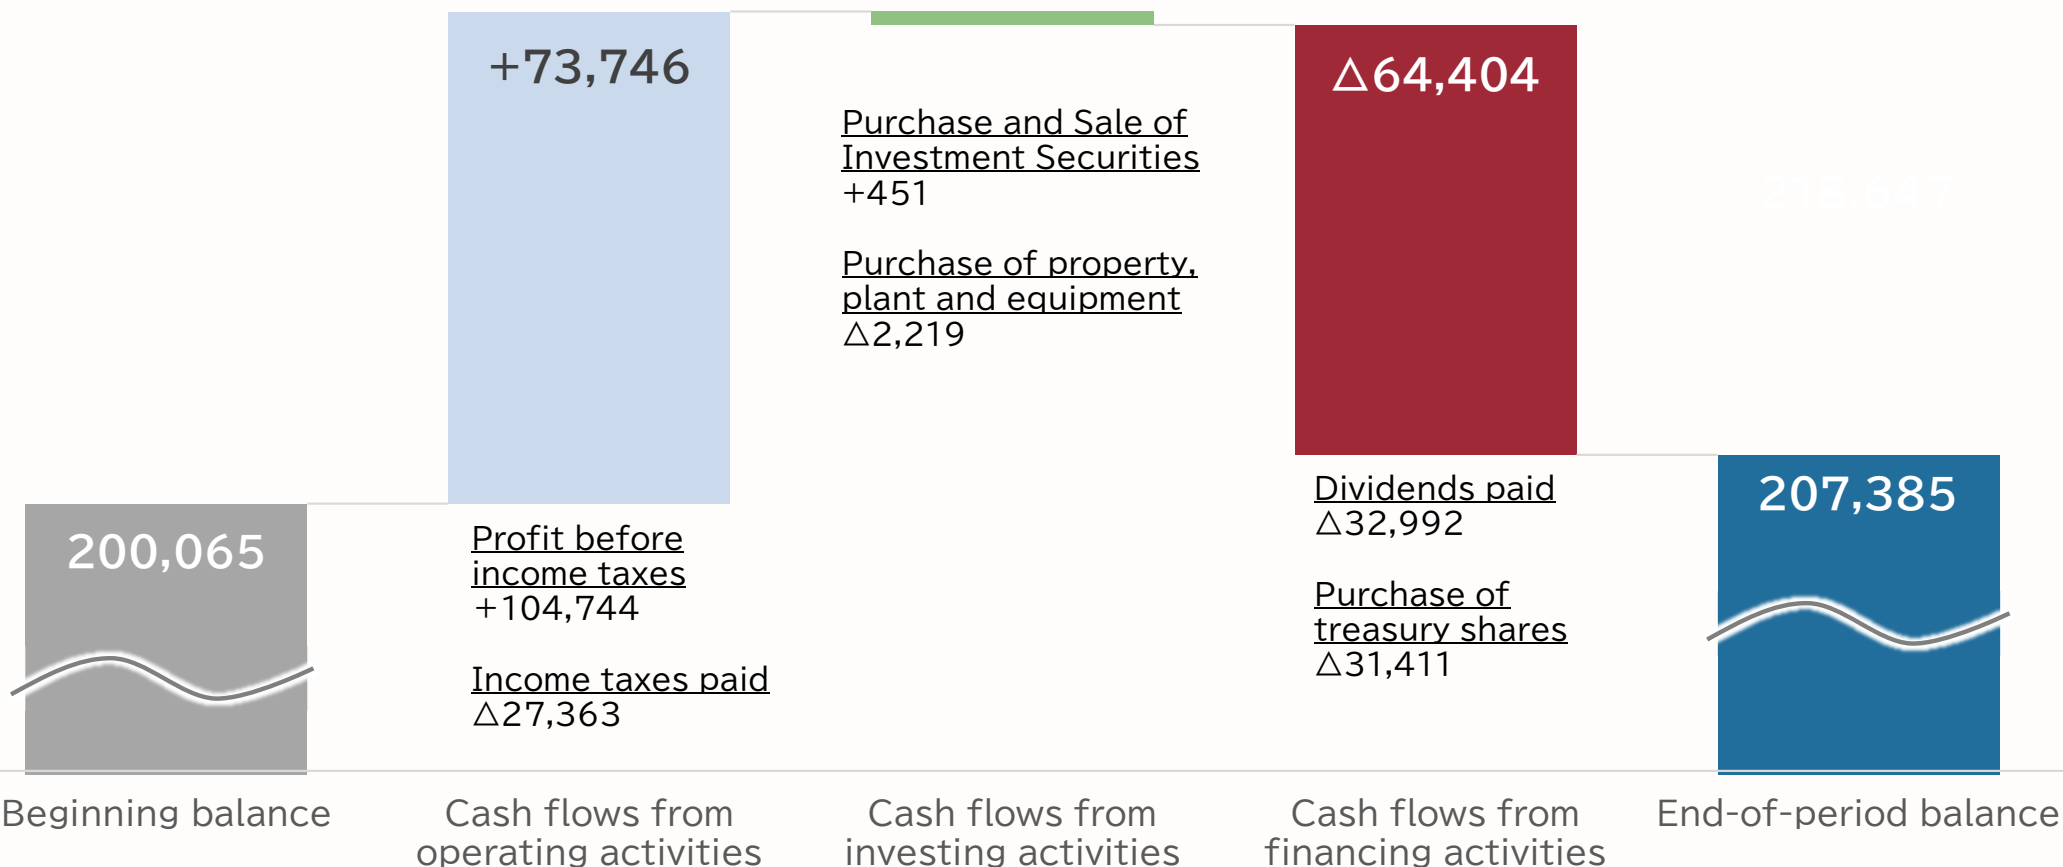 +73,746
△64,404
Purchase and Sale of
Investment Securities
+451
Purchase of property,
plant and equipment
△2,219
218,647
200,065
Profit before
income taxes
+104,744
Income taxes paid
△27,363
Dividends paid
△32,992
Purchase of
treasury shares
△31,411
207,385
Beginning balance
Cash flows from
operating activities
Cash flows from
investing activities
Cash flows from
financing activities
End-of-period balance